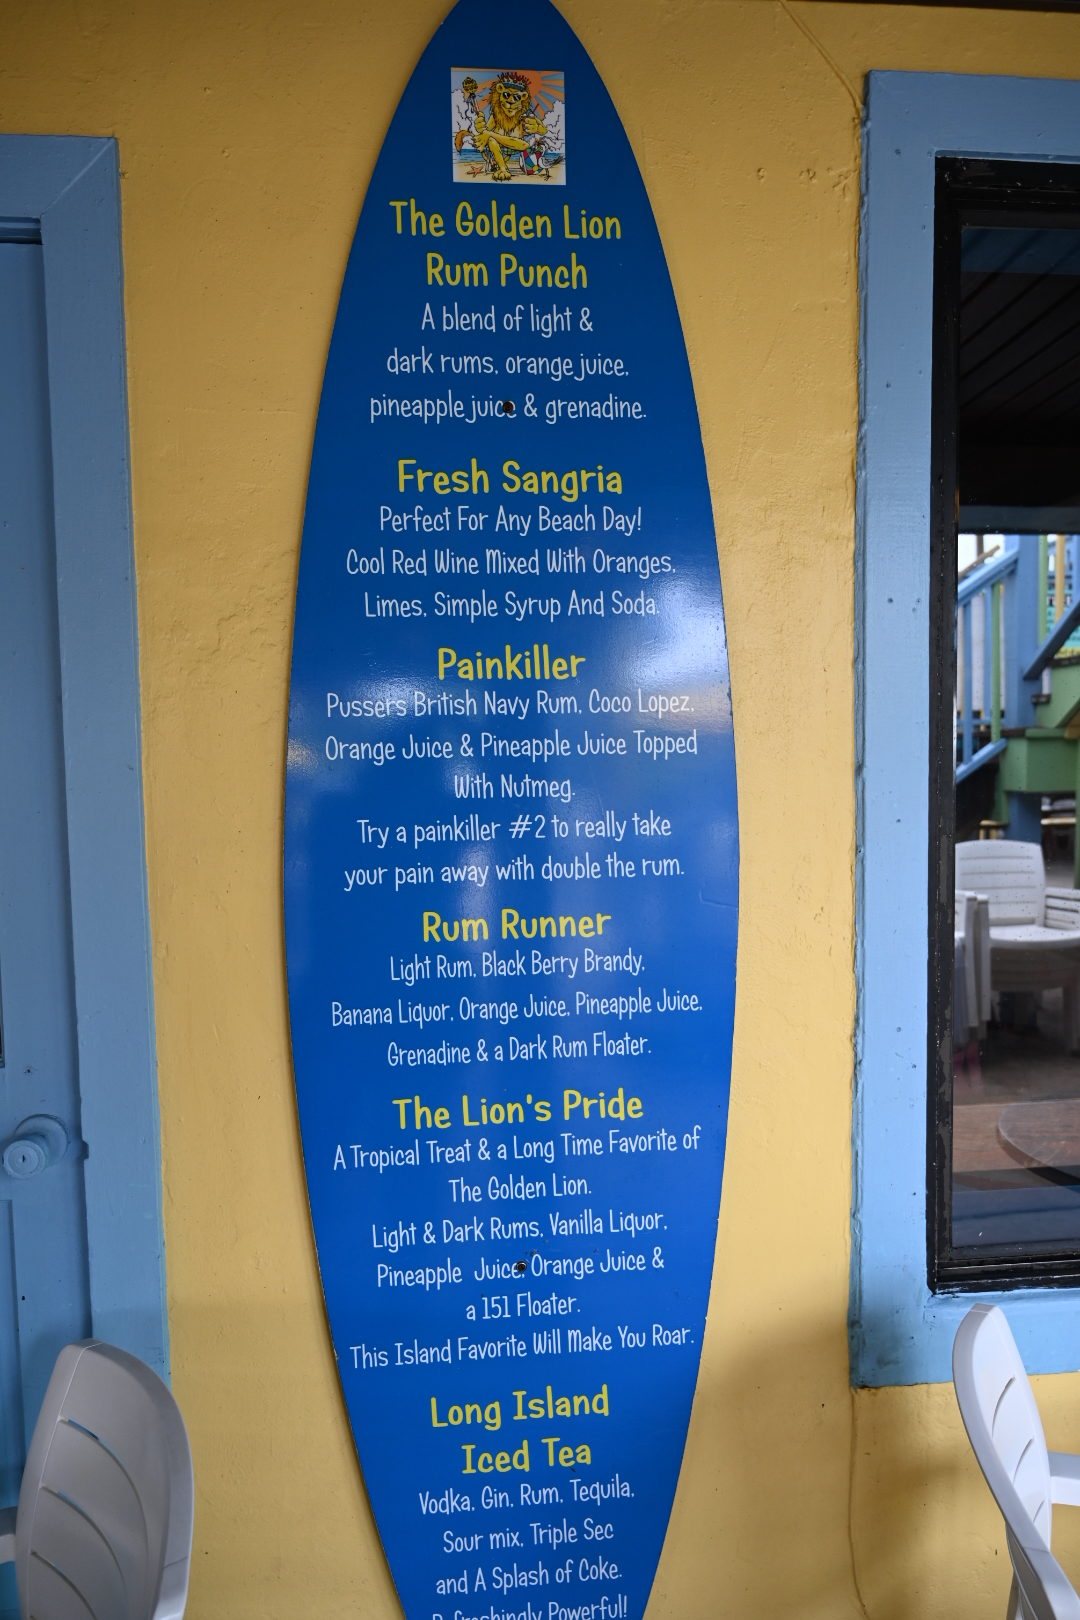 The Golden Lion
Rum Punch
A blend of light &
dark rums, orange juice,
pineapple juice & grenadine.
Fresh Sangria
Perfect For Any Beach Day!
Cool Red Wine Mixed With Oranges,
Limes, Simple Syrup And Soda.
Painkiller
Pussers British Navy Rum, Coco Lopez,
Orange Juice & Pineapple Juice Topped
With Nutmeg.
Try a painkiller #2 to really take
your pain away with double the rum.
Rum Runner
Light Rum, Black Berry Brandy,
Banana Liquor, Orange Juice, Pineapple Juice,
Grenadine & a Dark Rum Floater.
The Lion's Pride
A Tropical Treat & a Long Time Favorite of
The Golden Lion.
Light & Dark Rums, Vanilla Liquor,
Pineapple Juice, Orange Juice &
a 151 Floater.
This Island Favorite Will Make You Roar.
Long Island
Iced Tea
Vodka, Gin, Rum, Tequila,
Sour mix, Triple Sec
and A Splash of Coke.
Refreshingly Powerful!